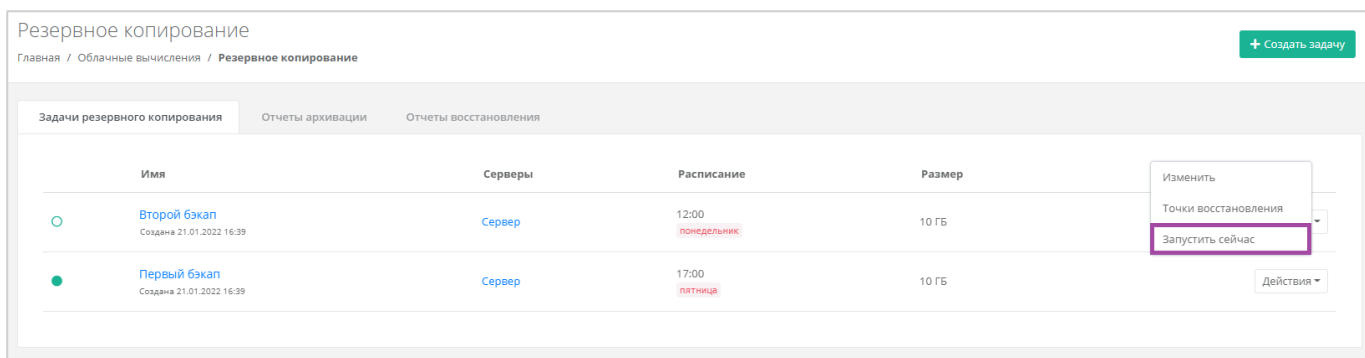 Резервное копирование
Главная / Облачные вычисления / Резервное копирование
+ Создать задачу
Задачи резервного копирования Отчеты архивации Отчеты восстановления
Имя Серверы Расписание Размер
Изменить
Точки восстановления
Запустить сейчас
Второй бэкап Сервер 12:00 10 ГБ
Создана 21.01.2022 16:39 понедельник
Первый бэкап Сервер 17:00 10 ГБ Действия
Создана 21.01.2022 16:39 пятница